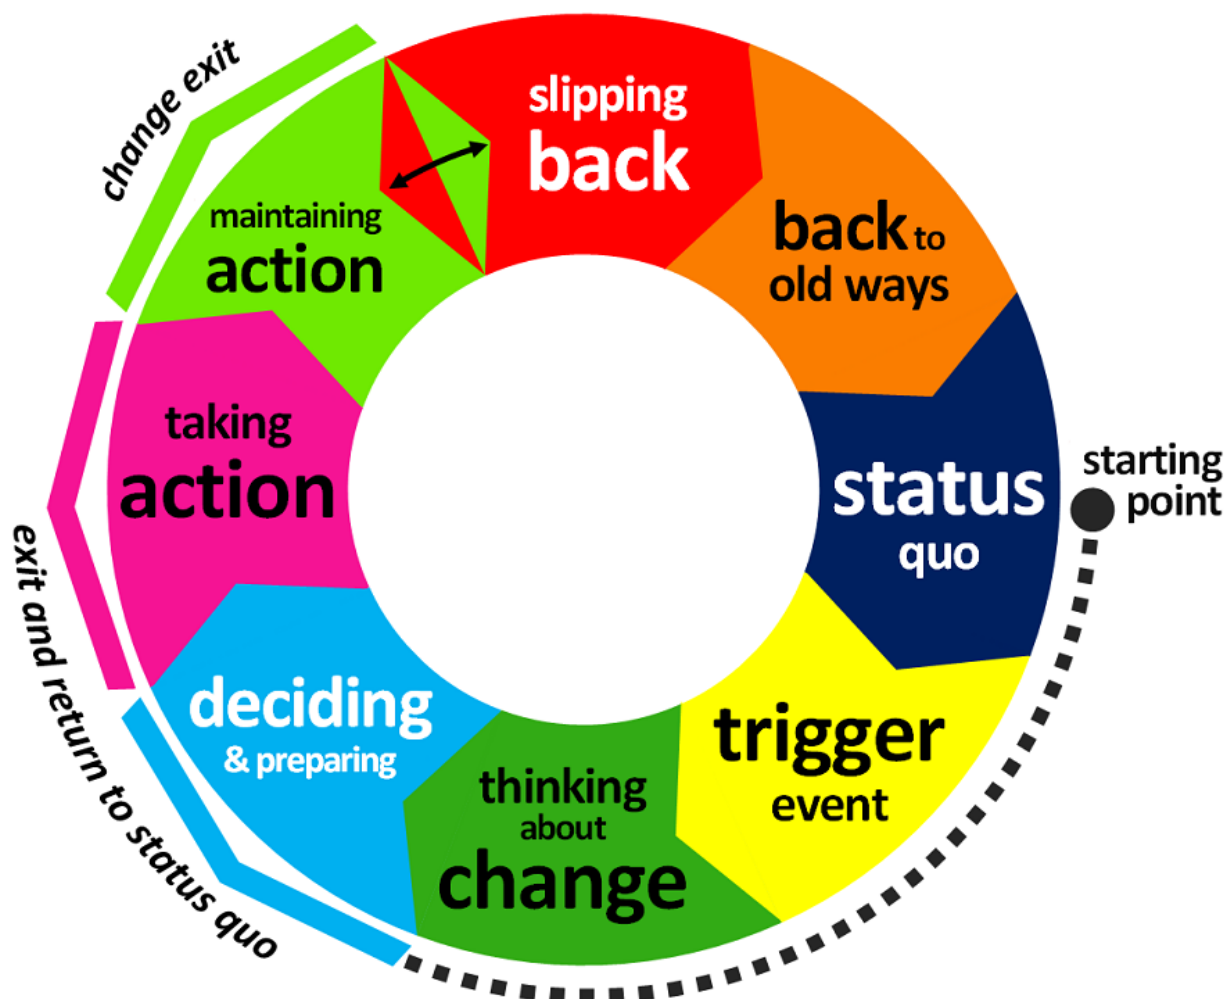 change exit
slipping
back
back to
old ways
maintaining
action
starting
point
status
quo
taking
action
exit and return to status quo
deciding
& preparing
trigger
event
thinking
about
change